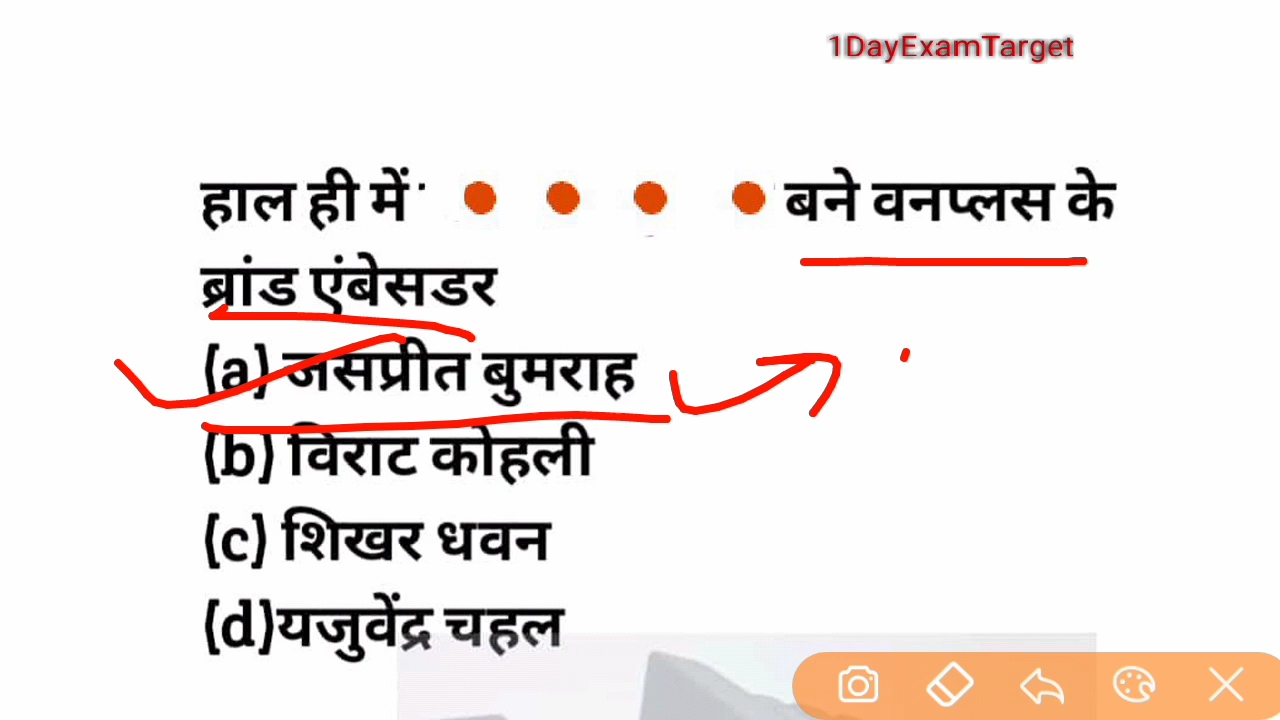 1DayExamTarget
हाल ही में बने वनप्लस के
ब्रांड एंबेसडर
(a) जसप्रीत बुमराह
(b) विराट कोहली
(c) शिखर धवन
(d)यजुवेंद्र चहल